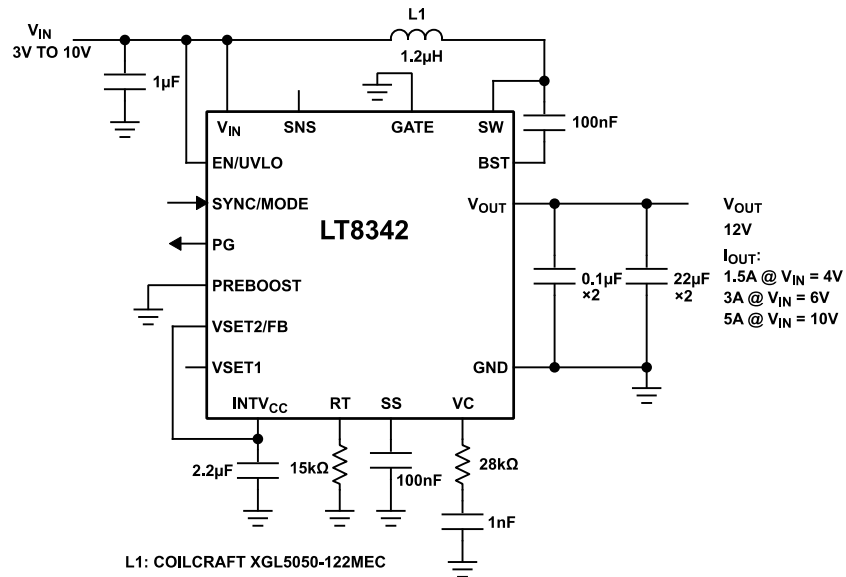 L1
V_IN
3V TO 10V
1.2µH
1µF
100nF
V_IN
SNS
GATE
SW
EN/UVLO
BST
SYNC/MODE
V_OUT
V_OUT
LT8342
12V
PG
I_OUT:
0.1µF
×2
22µF
×2
1.5A @ V_IN = 4V
3A @ V_IN = 6V
5A @ V_IN = 10V
PREBOOST
VSET2/FB
VSET1
GND
INTV_CC
RT
SS
VC
2.2µF
15kΩ
100nF
28kΩ
1nF
L1: COILCRAFT XGL5050-122MEC